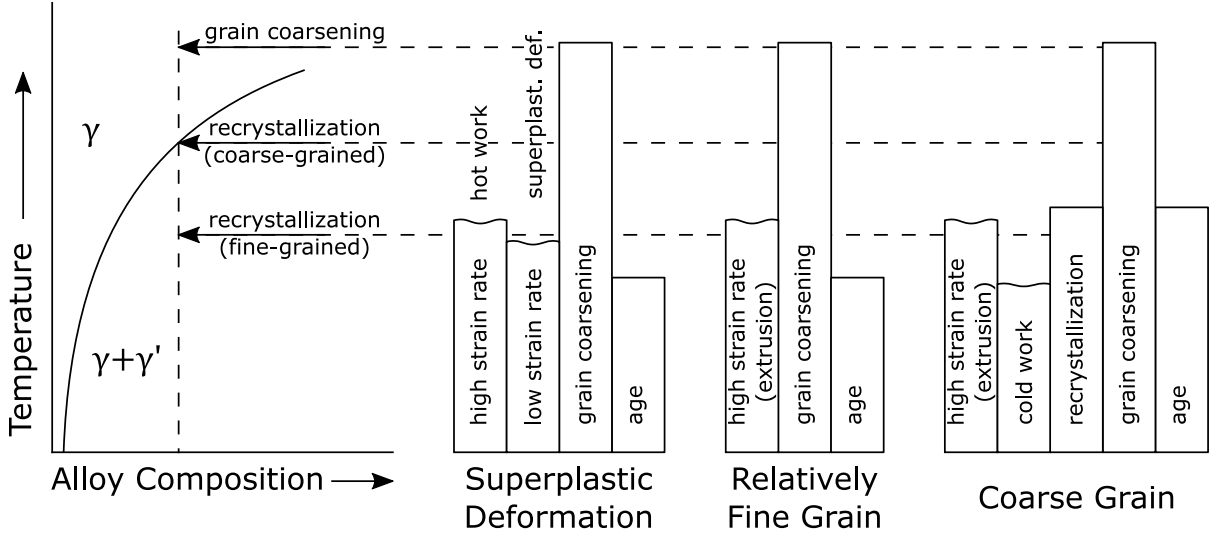 Temperature
γ
γ+γ'
Alloy Composition
grain coarsening
recrystallization
(coarse-grained)
recrystallization
(fine-grained)
hot work
superplast. def.
high strain rate
low strain rate
grain coarsening
age
Superplastic
Deformation
high strain rate
(extrusion)
grain coarsening
age
Relatively
Fine Grain
high strain rate
(extrusion)
cold work
recrystallization
grain coarsening
age
Coarse Grain